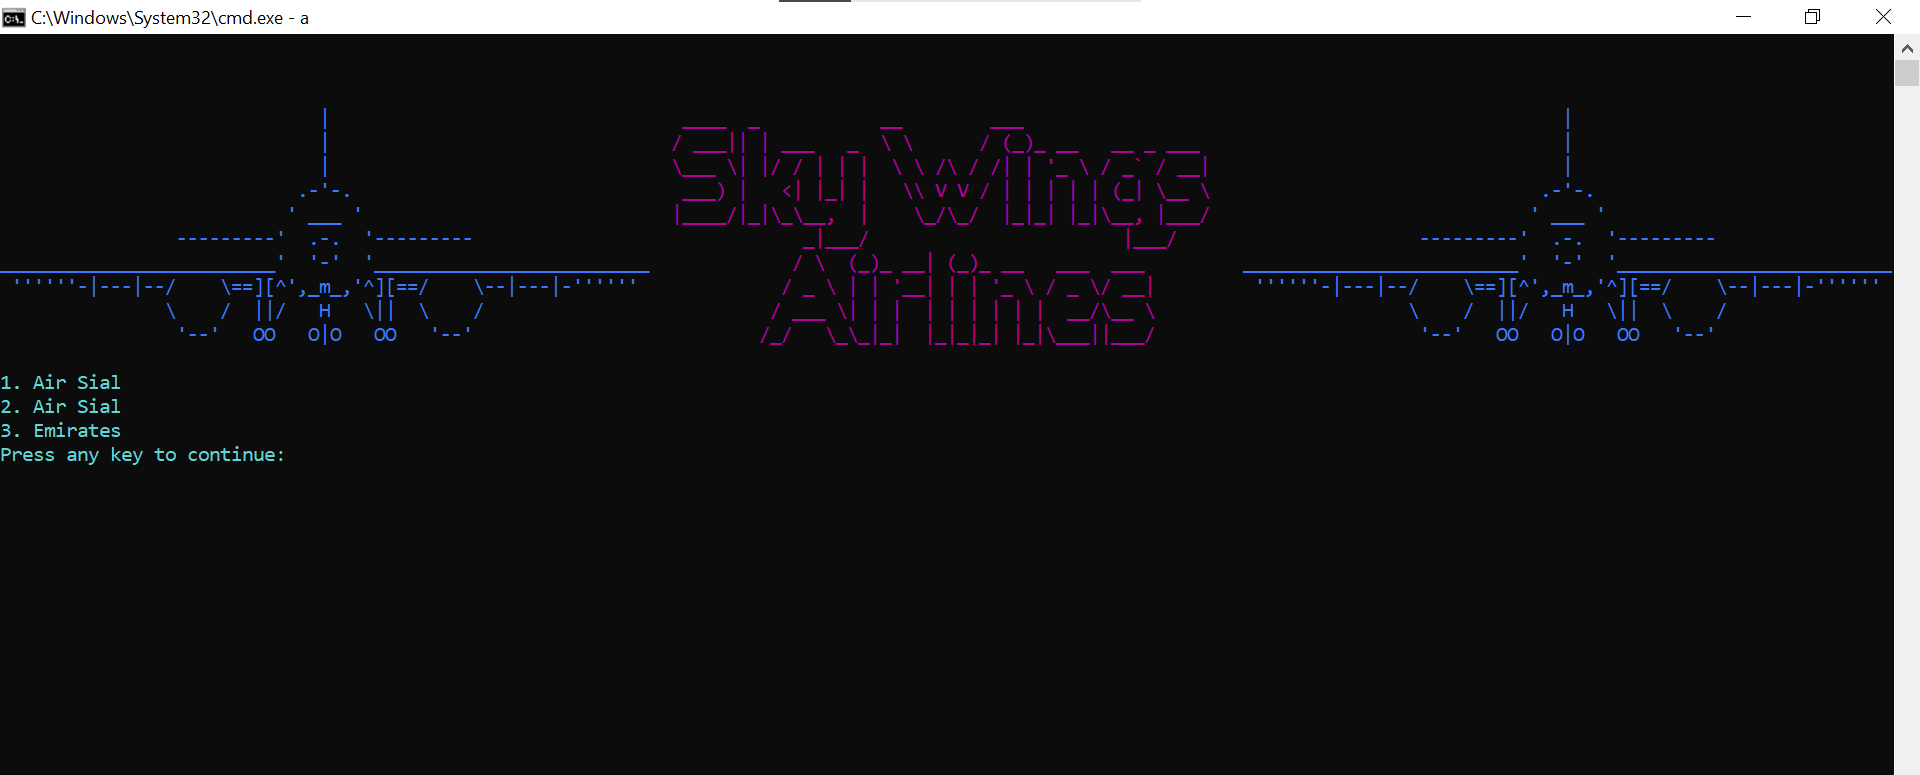 C:\Windows\System32\cmd.exe - a
Sky Wings
Airlines
1. Air Sial
2. Air Sial
3. Emirates
Press any key to continue: